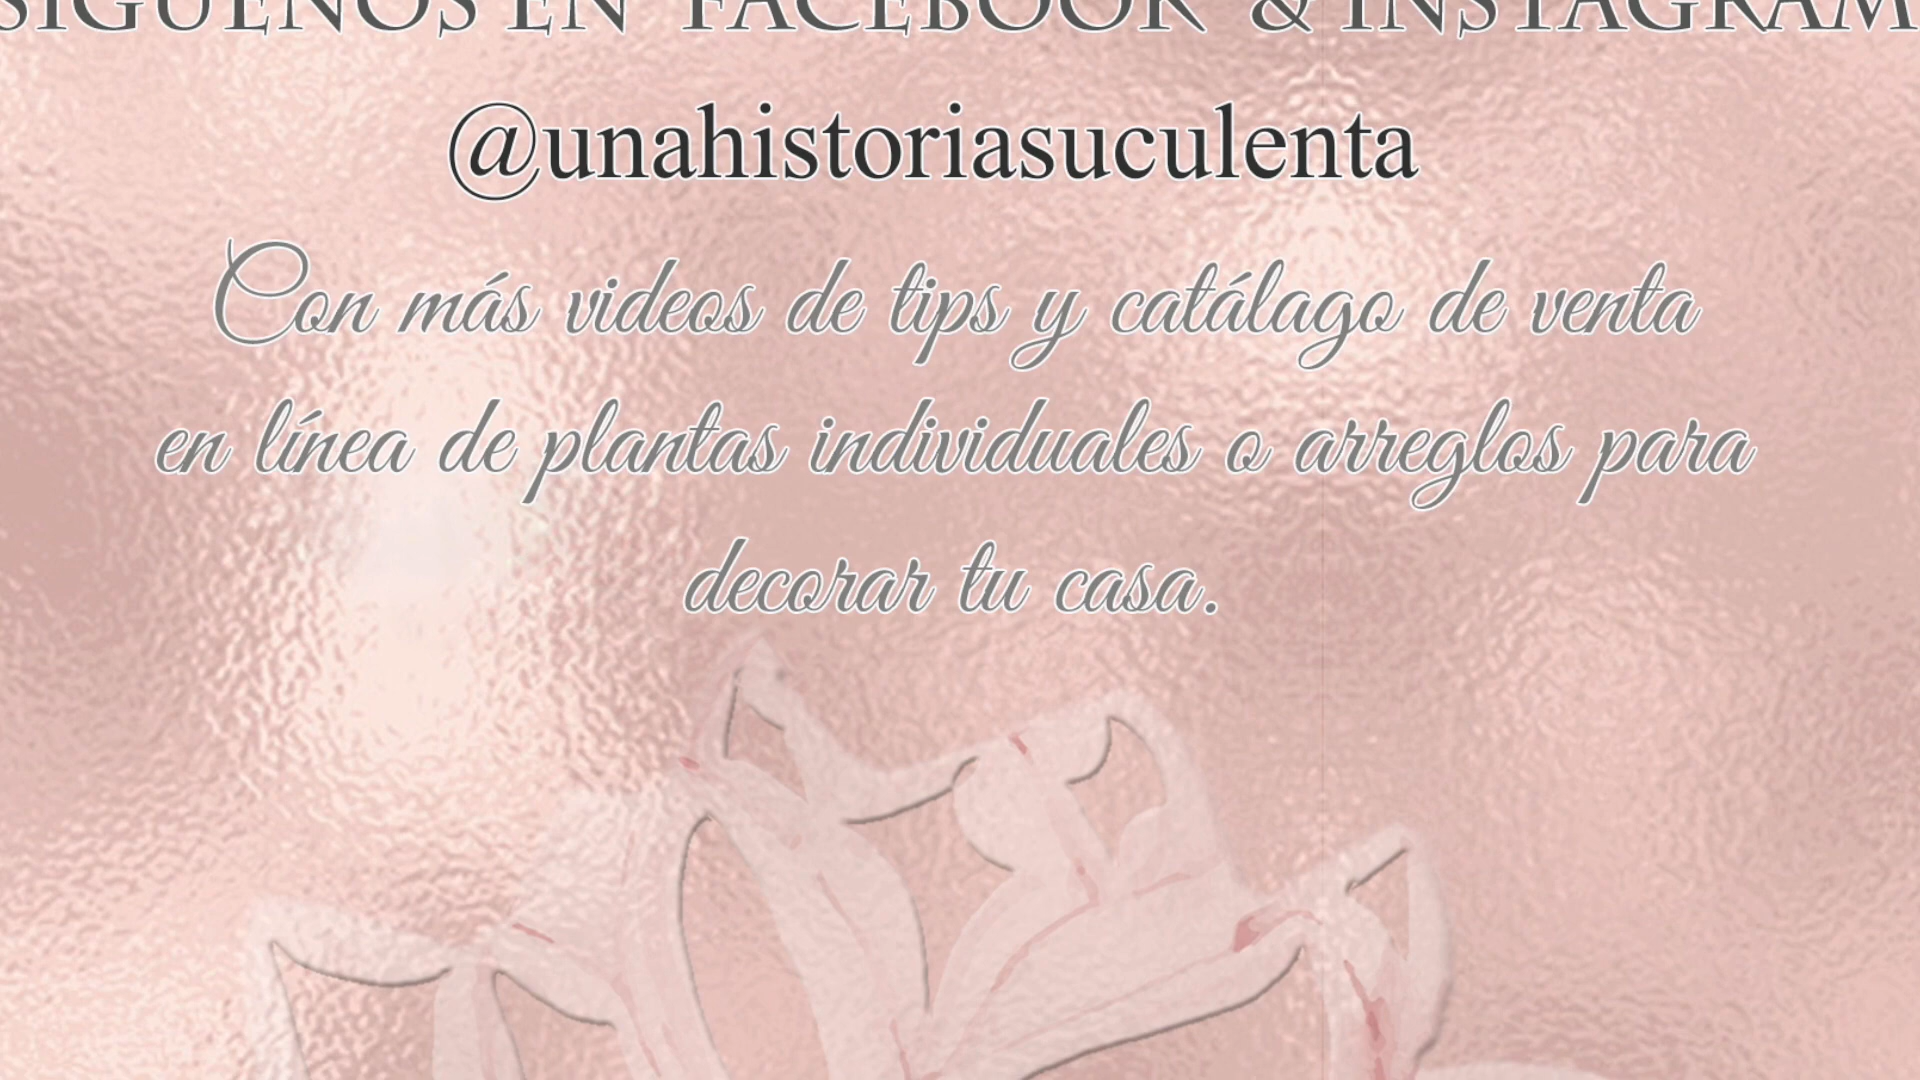 SIGUENOS EN FACEBOOK & INSTAGRAM
@unahistoriasuculenta
Con más videos de tips y catálago de venta
en línea de plantas individuales o arreglos para
decorar tu casa.